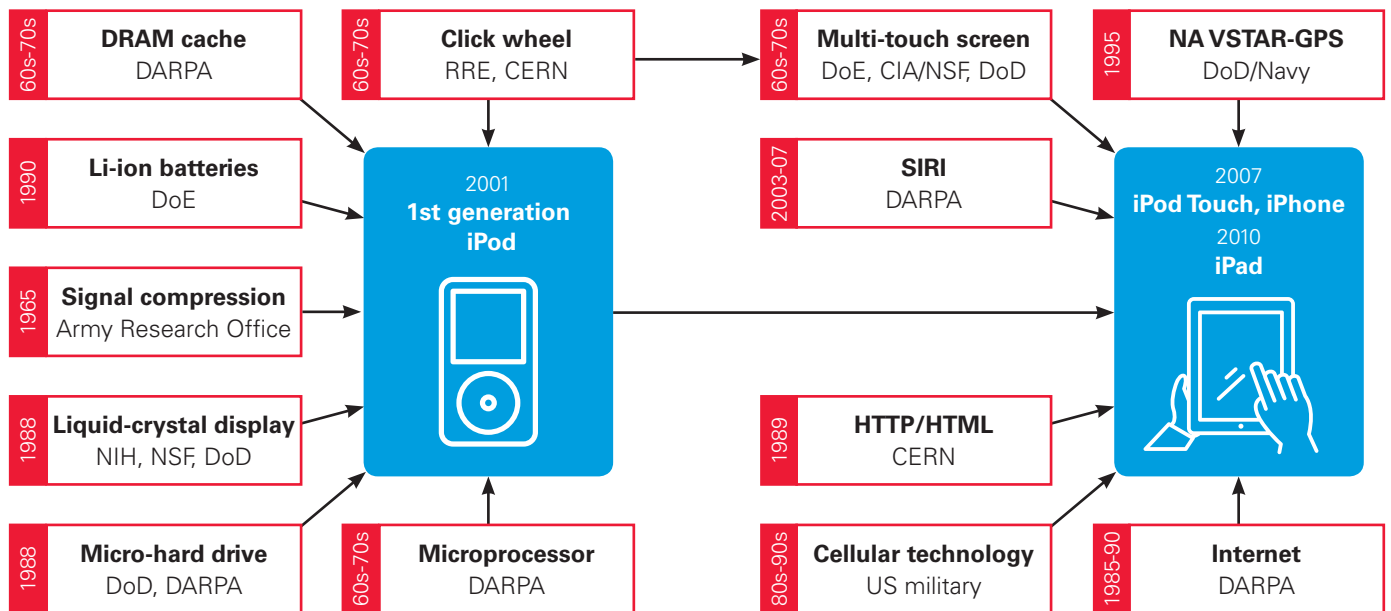 60s-70s
DRAM cache
DARPA
60s-70s
Click wheel
RRE, CERN
60s-70s
Multi-touch screen
DoE, CIA/NSF, DoD
1995
NA VSTAR-GPS
DoD/Navy
1990
Li-ion batteries
DoE
2001
1st generation
iPod
2003-07
SIRI
DARPA
2007
iPod Touch, iPhone
2010
iPad
1965
Signal compression
Army Research Office
1988
Liquid-crystal display
NIH, NSF, DoD
1989
HTTP/HTML
CERN
1988
Micro-hard drive
DoD, DARPA
60s-70s
Microprocessor
DARPA
80s-90s
Cellular technology
US military
1985-90
Internet
DARPA